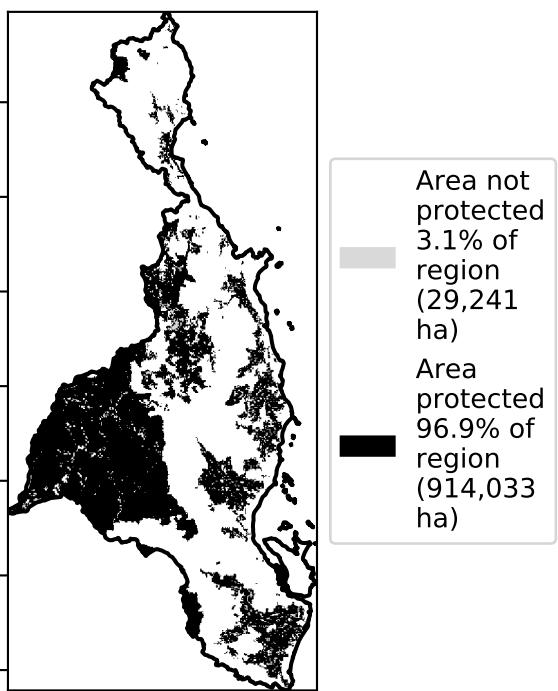 Area not
protected
3.1% of
region
(29,241
ha)
Area
protected
96.9% of
region
(914,033
ha)